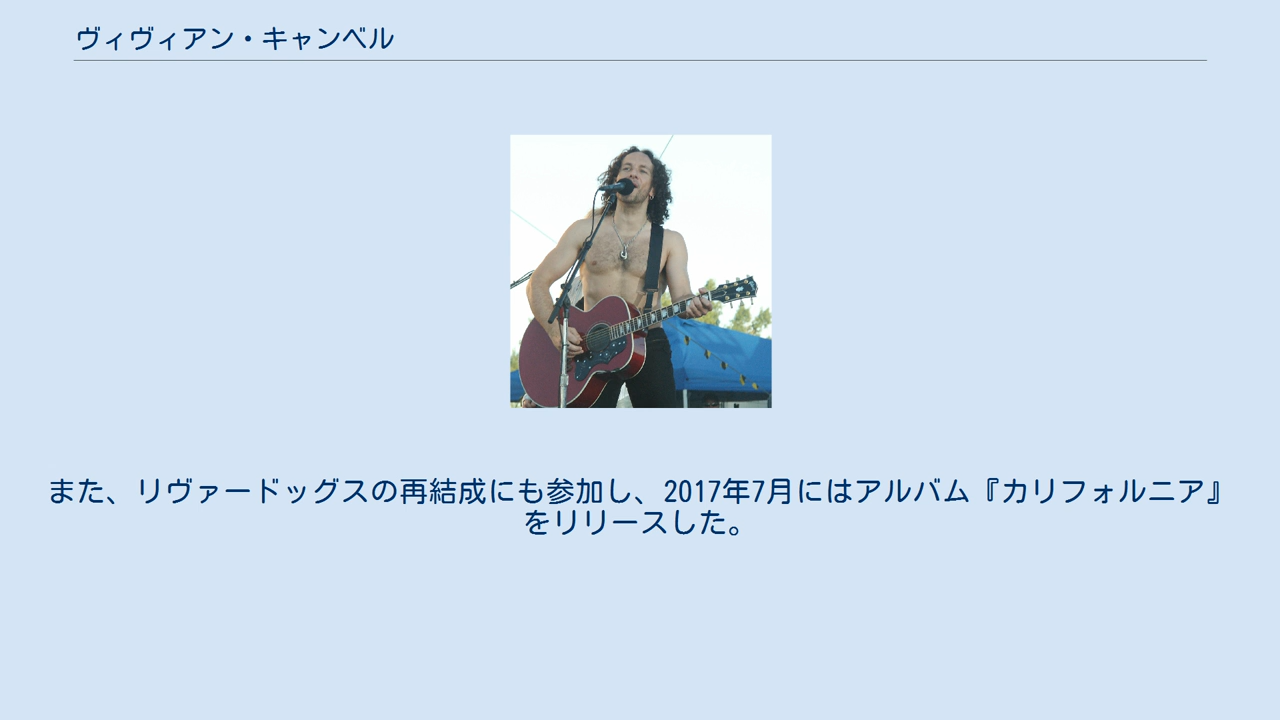 ヴィヴィアン・キャンベル
また、リヴァードッグスの再結成にも参加し、2017年7月にはアルバム『カリフォルニア』
をリリースした。